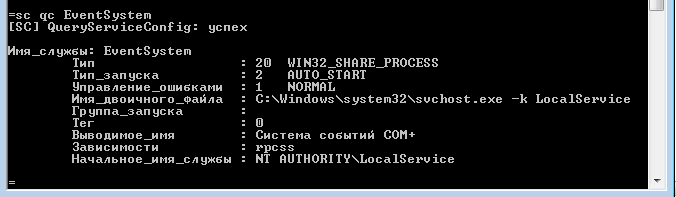 =sc qc EventSystem
[SC] QueryServiceConfig: успех
Имя_службы: EventSystem
Тип : 20 WIN32_SHARE_PROCESS
Тип_запуска : 2 AUTO_START
Управление_ошибками : 1 NORMAL
Имя_двоичного_файла : C:\Windows\system32\svchost.exe -k LocalService
Группа_запуска :
Тег : 0
Выводимое_имя : Система событий COM+
Зависимости : rpcss
Начальное_имя_службы : NT AUTHORITY\LocalService
=